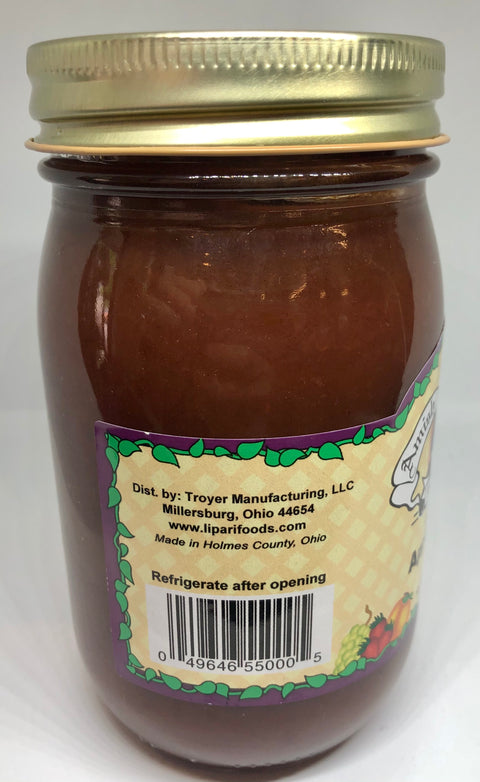 Dist. by: Troyer Manufacturing, LLC
Millersburg, Ohio 44654
www.liparifoods.com
Made in Holmes County, Ohio
Refrigerate after opening
0 49646 55000 5